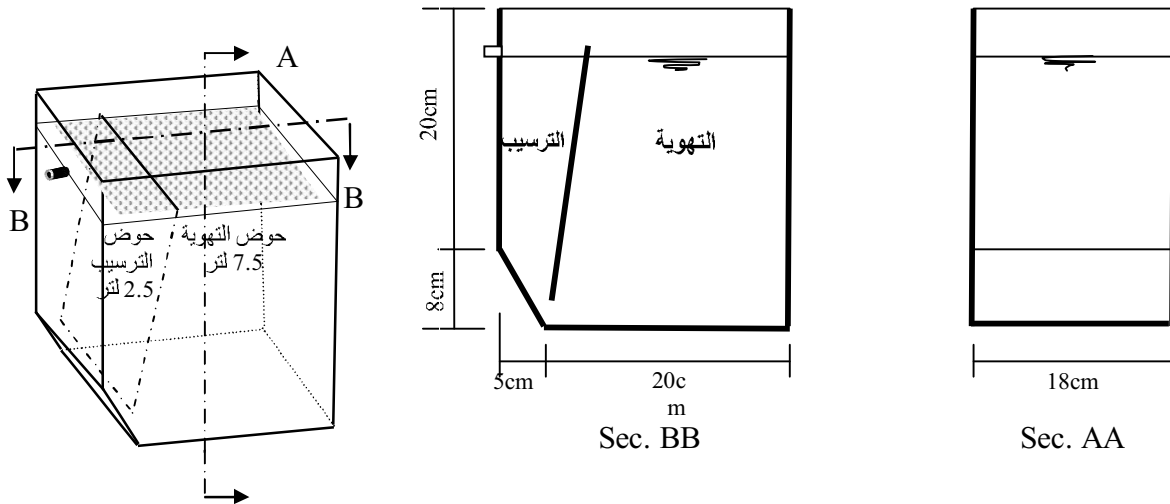 A
B
B
حوض التهوية
7.5 لتر
حوض
الترسيب
2.5 لتر
20cm
8cm
الترسيب
التهوية
5cm
20c
m
Sec. BB
18cm
Sec. AA